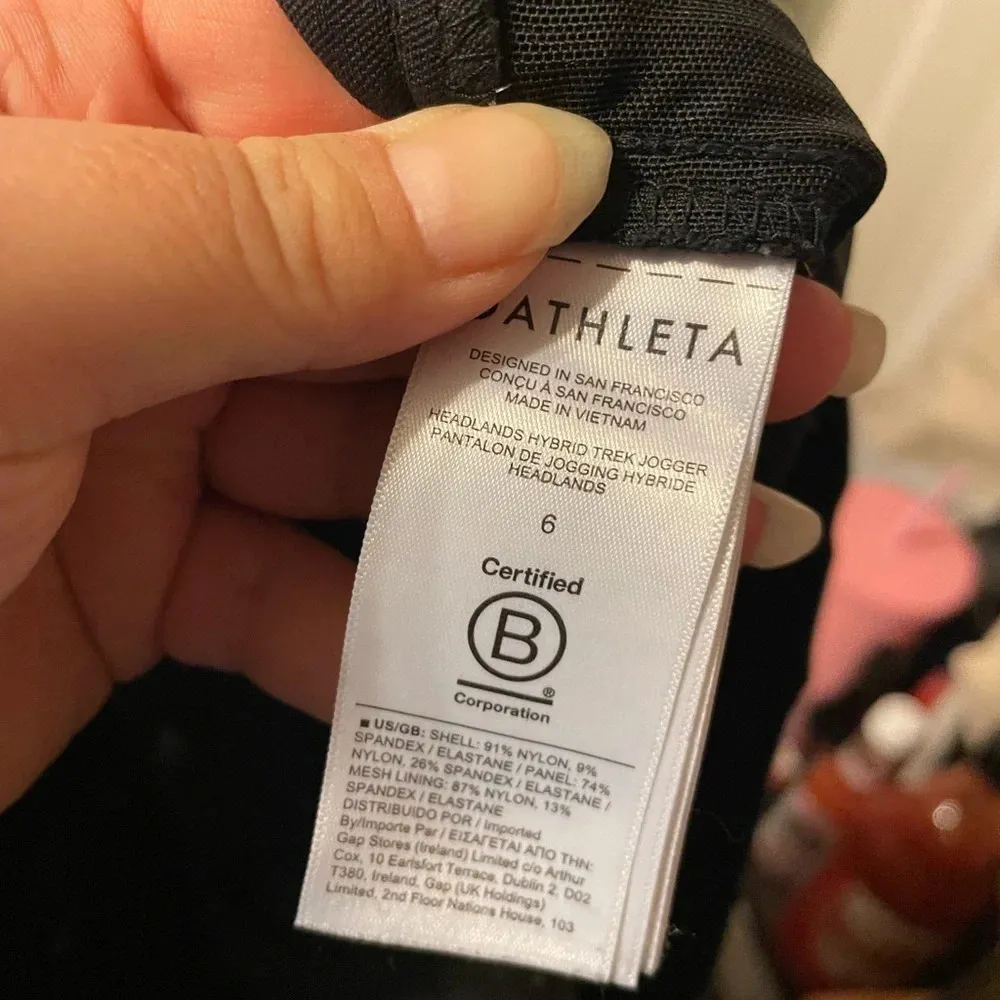 ATHLETA
DESIGNED IN SAN FRANCISCO
CONÇU À SAN FRANCISCO
MADE IN VIETNAM
HEADLANDS HYBRID TREK JOGGER
PANTALON DE JOGGING HYBRIDE
HEADLANDS
6
Certified
B
®
Corporation
■ US/GB: SHELL: 91% NYLON, 9%
SPANDEX / ELASTANE / PANEL: 74%
NYLON, 26% SPANDEX / ELASTANE /
MESH LINING: 87% NYLON, 13%
SPANDEX / ELASTANE
DISTRIBUIDO POR / Imported
By/Importe Par / ΕΙΣΑΓΕΤΑΙ ΑΠΟ ΤΗΝ:
Gap Stores (Ireland) Limited c/o Arthur
Cox, 10 Earlsfort Terrace, Dublin 2, D02
T380, Ireland, Gap (UK Holdings)
Limited, 2nd Floor Nations House, 103